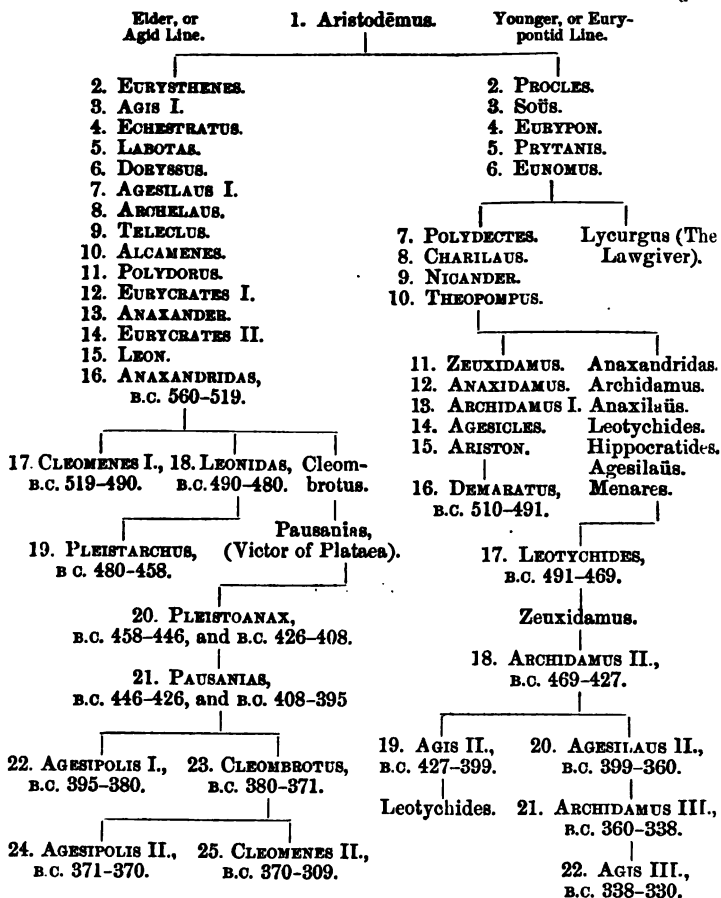 Elder, or
Agid Line.
1. Aristodēmus.
Younger, or Eury-
pontid Line.
2. EURYSTHENES.
3. AGIS I.
4. ECHESTRATUS.
5. LABOTAS.
6. DORYSSUS.
7. AGESILAUS I.
8. ARCHELAUS.
9. TELECLUS.
10. ALCAMENES.
11. POLYDORUS.
12. EURYCRATES I.
13. ANAXANDER.
14. EURYCRATES II.
15. LEON.
16. ANAXANDRIDAS,
B.C. 560–519.
17. CLEOMENES I.,
B.C. 519–490.
18. LEONIDAS,
B.C. 490–480.
Cleom-
brotus.
19. PLEISTARCHUS,
B C. 480–458.
Pausanias,
(Victor of Plataea).
20. PLEISTOANAX,
B.C. 458–446, and B.C. 426–408.
21. PAUSANIAS,
B.C. 446–426, and B.C. 408–395
22. AGESIPOLIS I.,
B.C. 395–380.
23. CLEOMBROTUS,
B.C. 380–371.
24. AGESIPOLIS II.,
B.C. 371–370.
25. CLEOMENES II.,
B.C. 370–309.
2. PROCLES.
3. SOÜS.
4. EURYPON.
5. PRYTANIS.
6. EUNOMUS.
7. POLYDECTES.
8. CHARILAUS.
9. NICANDER.
10. THEOPOMPUS.
Lycurgus (The
Lawgiver).
11. ZEUXIDAMUS.
12. ANAXIDAMUS.
13. ARCHIDAMUS I.
14. AGESICLES.
15. ARISTON.
16. DEMARATUS,
B.C. 510–491.
Anaxandridas.
Archidamus.
Anaxilaüs.
Leotychides.
Hippocratides.
Agesilaüs.
Menares.
17. LEOTYCHIDES,
B.C. 491–469.
Zeuxidamus.
18. ARCHIDAMUS II.,
B.C. 469–427.
19. AGIS II.,
B.C. 427–399.
Leotychides.
20. AGESILAUS II.,
B.C. 399–360.
21. ARCHIDAMUS III.,
B.C. 360–338.
22. AGIS III.,
B.C. 338–330.